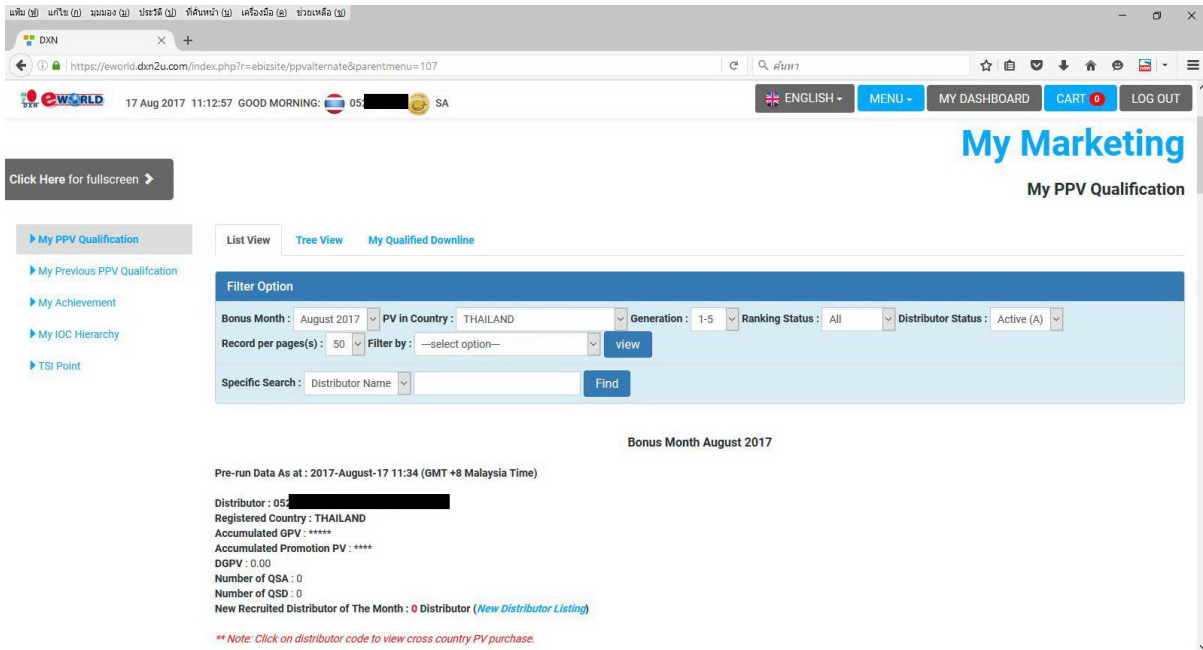 แฟ้ม (ฟ) แก้ไข (ก) มุมมอง (ม) ประวัติ (ป) ที่คั่นหน้า (น) เครื่องมือ (ค) ช่วยเหลือ (ช)
DXN
https://eworld.dxn2u.com/index.php?r=ebizsite/ppvalternate&parentmenu=107 ค้นหา
DXN eWORLD 17 Aug 2017 11:12:57 GOOD MORNING: 05 SA ENGLISH MENU MY DASHBOARD CART 0 LOG OUT
My Marketing
Click Here for fullscreen
My PPV Qualification
My PPV Qualification
My Previous PPV Qualifcation
My Achievement
My IOC Hierarchy
TSI Point
List View Tree View My Qualified Downline
Filter Option
Bonus Month : August 2017 PV in Country : THAILAND Generation : 1-5 Ranking Status : All Distributor Status : Active (A)
Record per pages(s) : 50 Filter by : ---select option--- view
Specific Search : Distributor Name Find
Bonus Month August 2017
Pre-run Data As at : 2017-August-17 11:34 (GMT +8 Malaysia Time)
Distributor : 052
Registered Country : THAILAND
Accumulated GPV : *****
Accumulated Promotion PV : ****
DGPV : 0.00
Number of QSA : 0
Number of QSD : 0
New Recruited Distributor of The Month : 0 Distributor (New Distributor Listing)
** Note: Click on distributor code to view cross country PV purchase.